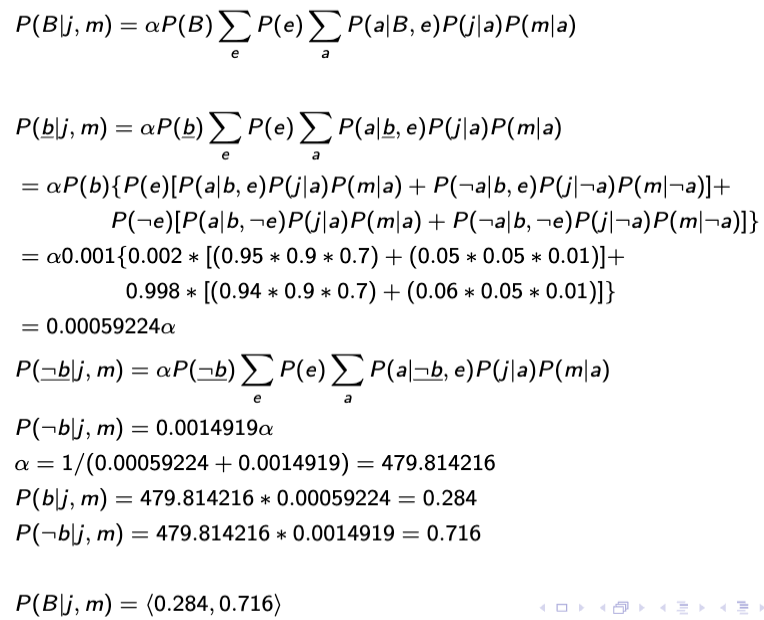 P(B|j, m) = αP(B) ∑_e P(e) ∑_a P(a|B, e)P(j|a)P(m|a)
P(b|j, m) = αP(b) ∑_e P(e) ∑_a P(a|b, e)P(j|a)P(m|a)
= αP(b){P(e)[P(a|b, e)P(j|a)P(m|a) + P(¬a|b, e)P(j|¬a)P(m|¬a)]+
P(¬e)[P(a|b, ¬e)P(j|a)P(m|a) + P(¬a|b, ¬e)P(j|¬a)P(m|¬a)]}
= α0.001{0.002 * [(0.95 * 0.9 * 0.7) + (0.05 * 0.05 * 0.01)]+
0.998 * [(0.94 * 0.9 * 0.7) + (0.06 * 0.05 * 0.01)]}
= 0.00059224α
P(¬b|j, m) = αP(¬b) ∑_e P(e) ∑_a P(a|¬b, e)P(j|a)P(m|a)
P(¬b|j, m) = 0.0014919α
α = 1/(0.00059224 + 0.0014919) = 479.814216
P(b|j, m) = 479.814216 * 0.00059224 = 0.284
P(¬b|j, m) = 479.814216 * 0.0014919 = 0.716
P(B|j, m) = ⟨0.284, 0.716⟩